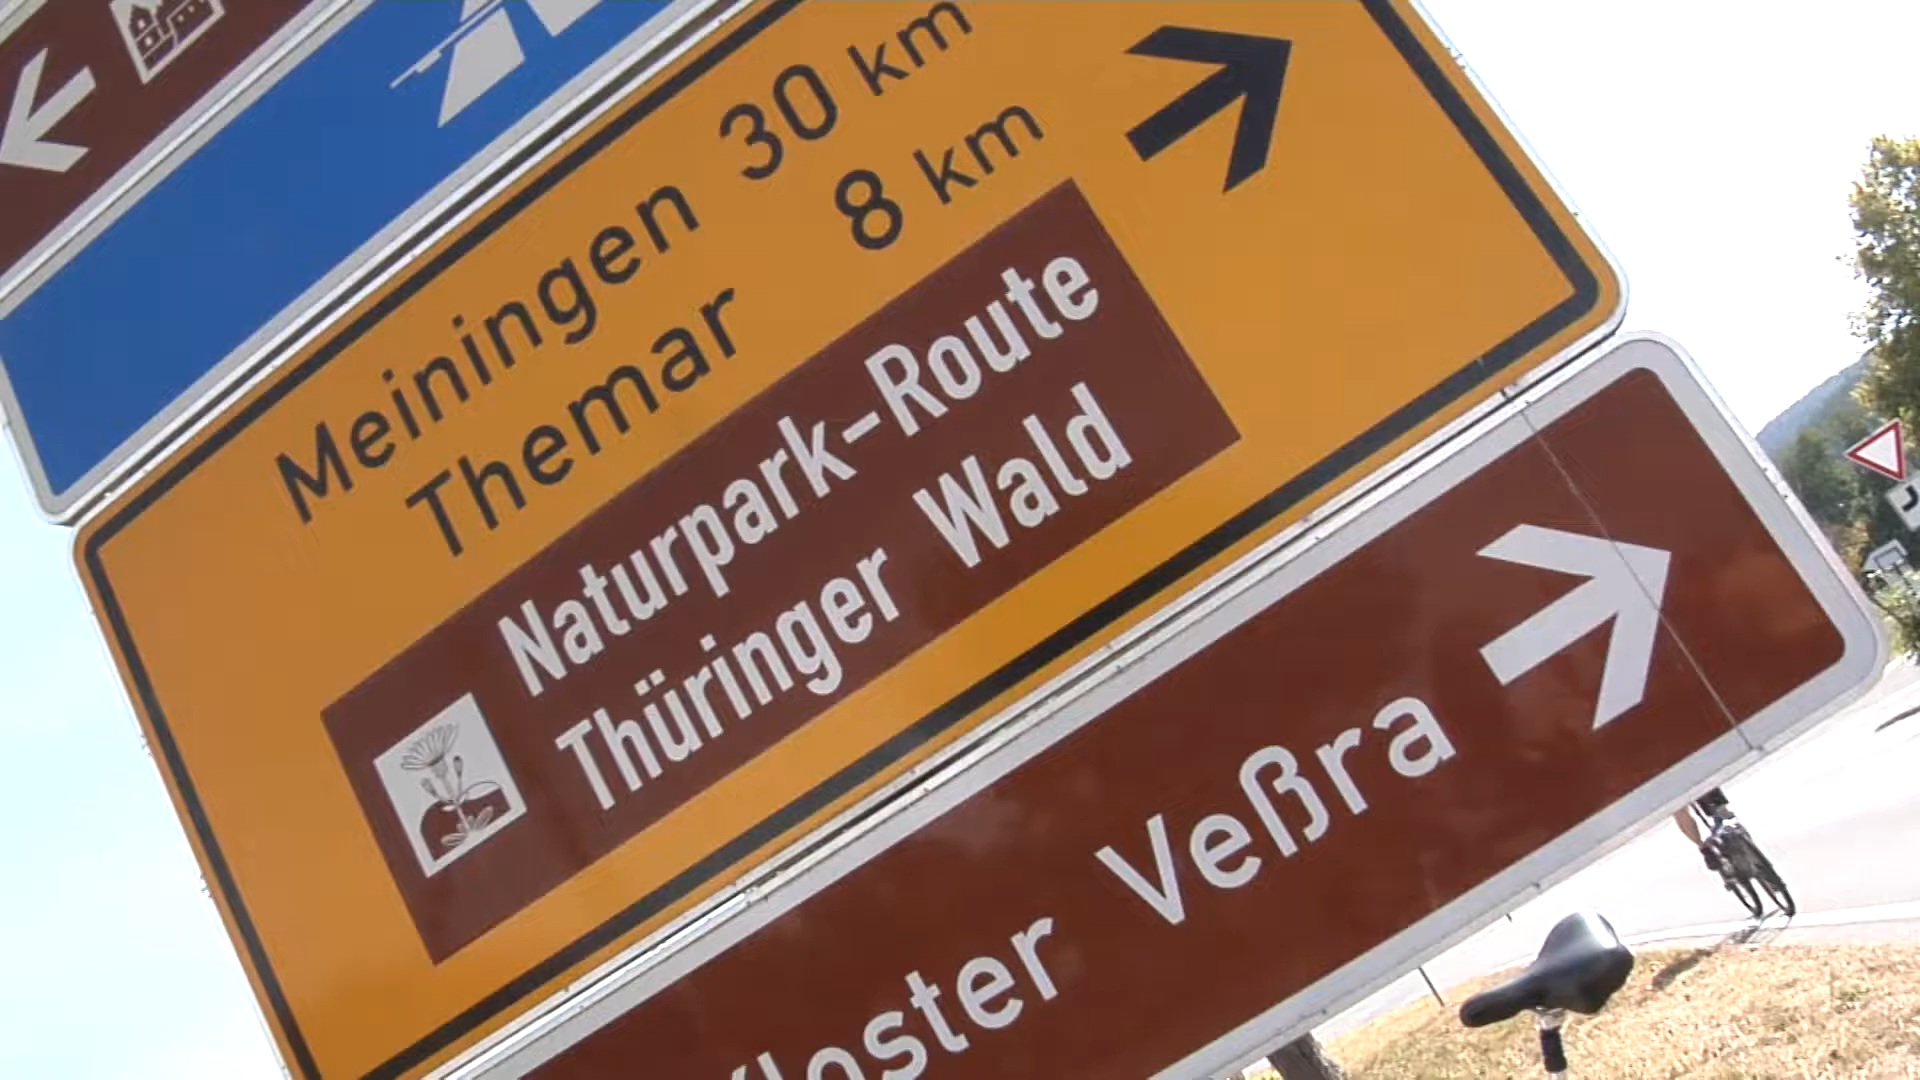 Meiningen 30 km
Themar 8 km
Naturpark-Route
Thüringer Wald
Kloster Veßra